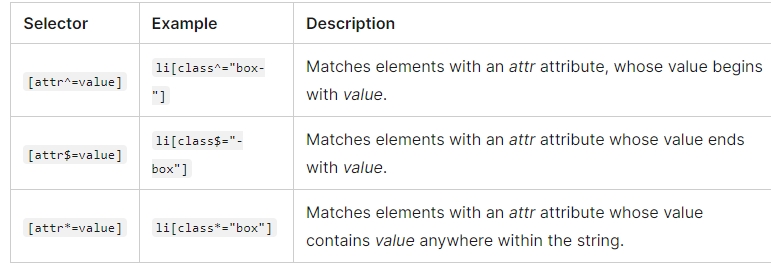 Selector Example Description
[attr^=value] li[class^="box-
"] Matches elements with an attr attribute, whose value begins
with value.
[attr$=value] li[class$="-
box"] Matches elements with an attr attribute whose value ends
with value.
[attr*=value] li[class*="box"] Matches elements with an attr attribute whose value
contains value anywhere within the string.